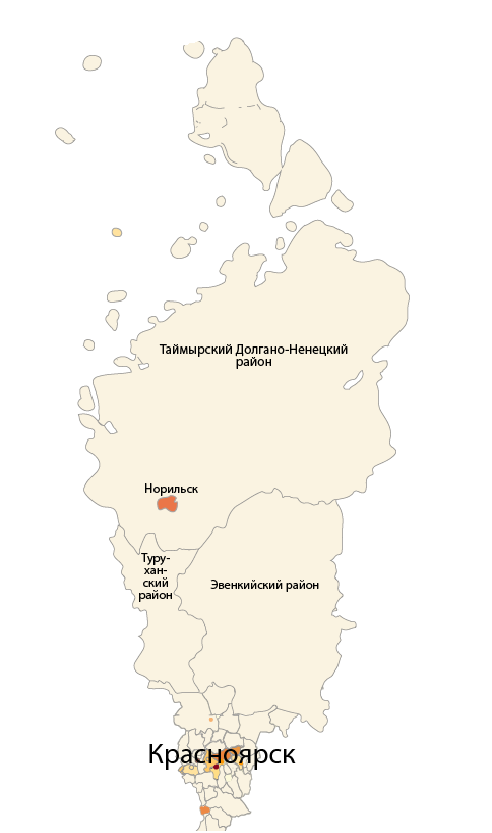 Таймырский Долгано-Ненецкий
район
Норильск
Туру-
хан-
ский
район
Эвенкийский район
Красноярск